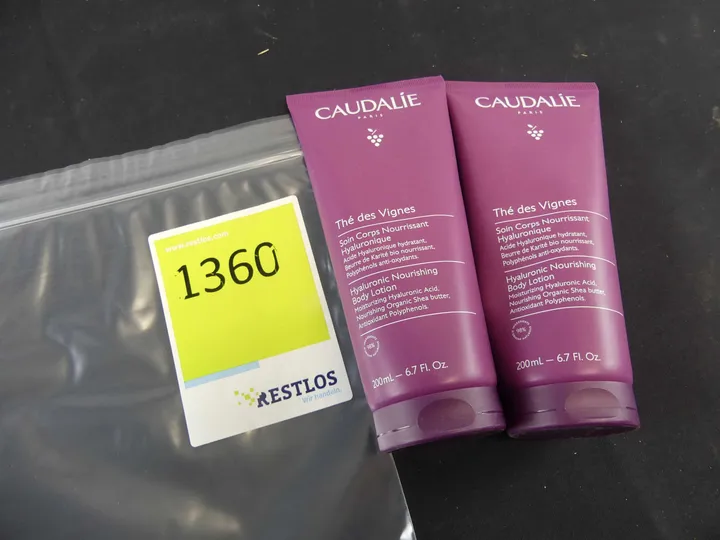 www.restlos.com
1360
RESTLOS
Wir handeln.
CAUDALÍE
PARIS
Thé des Vignes
Soin Corps Nourrissant
Hyaluronique
Acide Hyaluronique hydratant,
Beurre de Karité bio nourrissant,
Polyphénols anti-oxydants.
Hyaluronic Nourishing
Body Lotion
Moisturizing Hyaluronic Acid,
Nourishing Organic Shea butter,
Antioxidant Polyphenols.
98%
200mL — 6.7 Fl. Oz.
CAUDALÍE
PARIS
Thé des Vignes
Soin Corps Nourrissant
Hyaluronique
Acide Hyaluronique hydratant,
Beurre de Karité bio nourrissant,
Polyphénols anti-oxydants.
Hyaluronic Nourishing
Body Lotion
Moisturizing Hyaluronic Acid,
Nourishing Organic Shea butter,
Antioxidant Polyphenols.
98%
200mL — 6.7 Fl. Oz.